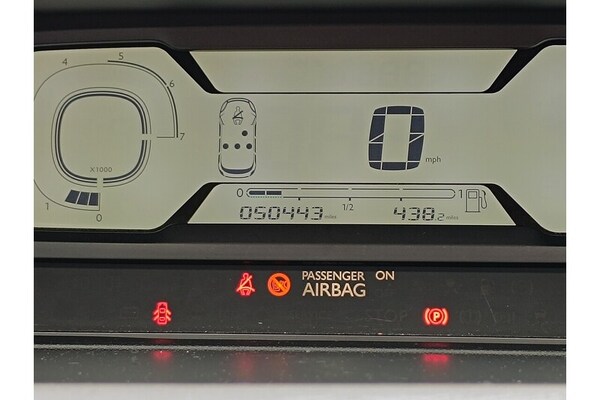 4 5 6 7
X1000
1 0
0 mph
0 1/2 1
050443 miles 438.2 miles
PASSENGER ON
AIRBAG
P
STOP